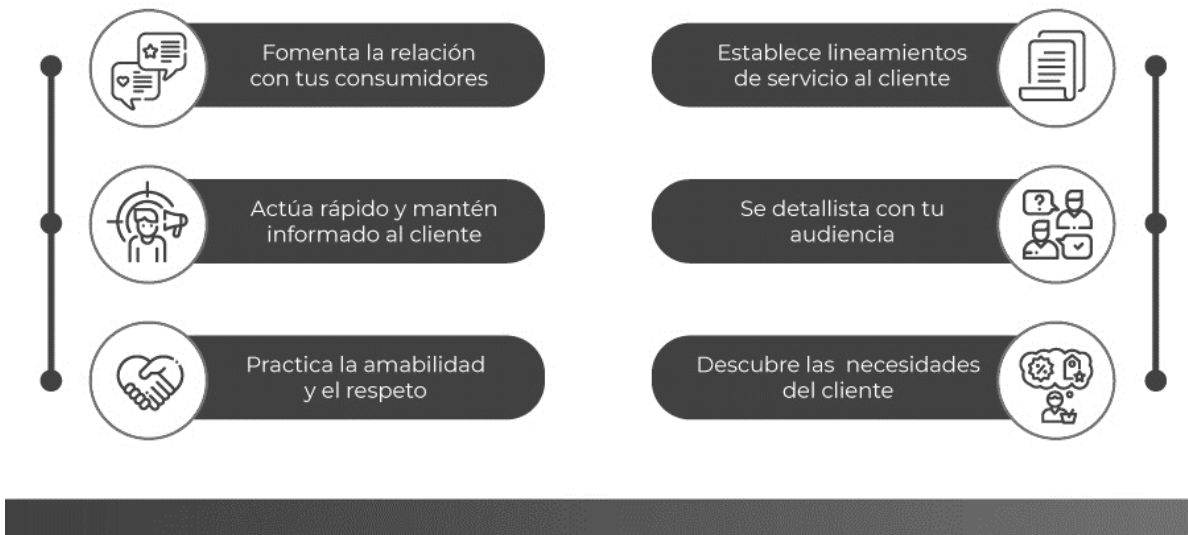 Fomenta la relación
con tus consumidores
Actúa rápido y mantén
informado al cliente
Practica la amabilidad
y el respeto
Establece lineamientos
de servicio al cliente
Se detallista con tu
audiencia
Descubre las  necesidades
del cliente